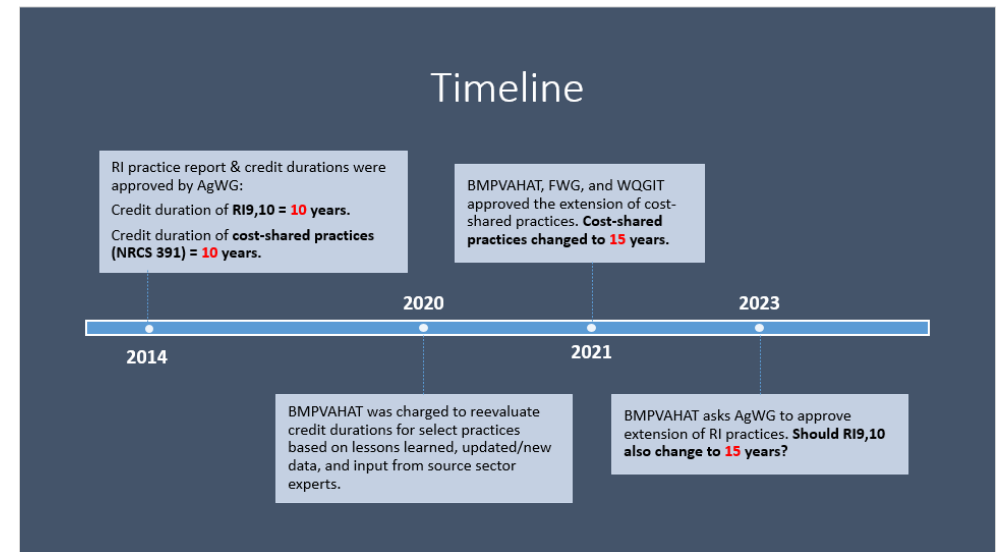 Timeline
RI practice report & credit durations were
approved by AgWG:
Credit duration of RI9,10 = 10 years.
Credit duration of cost-shared practices
(NRCS 391) = 10 years.
BMPVAHAT, FWG, and WQGIT
approved the extension of cost-
shared practices. Cost-shared
practices changed to 15 years.
2020
2023
2014
2021
BMPVAHAT was charged to reevaluate
credit durations for select practices
based on lessons learned, updated/new
data, and input from source sector
experts.
BMPVAHAT asks AgWG to approve
extension of RI practices. Should RI9,10
also change to 15 years?